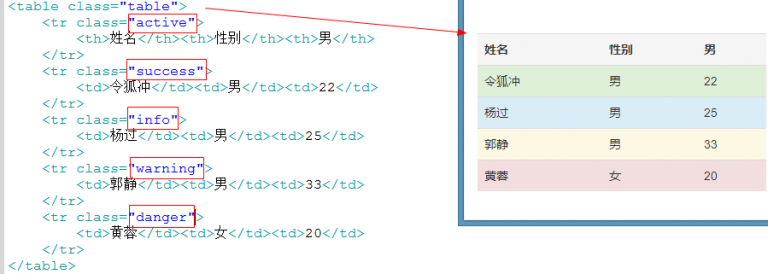 <table class="table">
<tr class="active">
<th>姓名</th><th>性别</th><th>男</th>
</tr>
<tr class="success">
<td>令狐冲</td><td>男</td><td>22</td>
</tr>
<tr class="info">
<td>杨过</td><td>男</td><td>25</td>
</tr>
<tr class="warning">
<td>郭静</td><td>男</td><td>33</td>
</tr>
<tr class="danger">
<td>黄蓉</td><td>女</td><td>20</td>
</tr>
</table>
姓名 性别 男
令狐冲 男 22
杨过 男 25
郭静 男 33
黄蓉 女 20